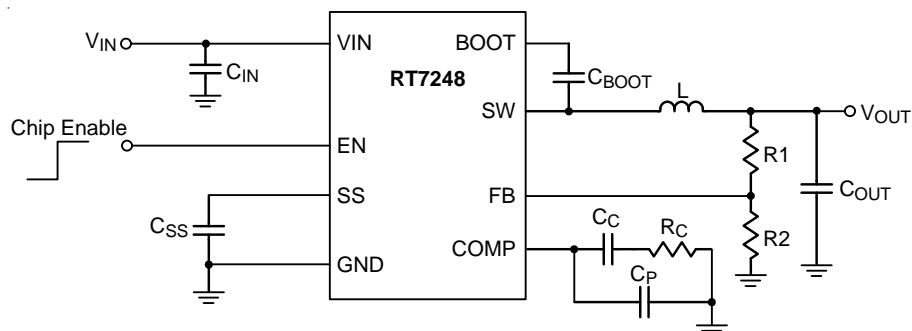 VIN
VIN
BOOT
CIN
RT7248
CBOOT
L
SW
VOUT
Chip Enable
EN
R1
SS
FB
COUT
CSS
CC
RC
R2
COMP
GND
CP